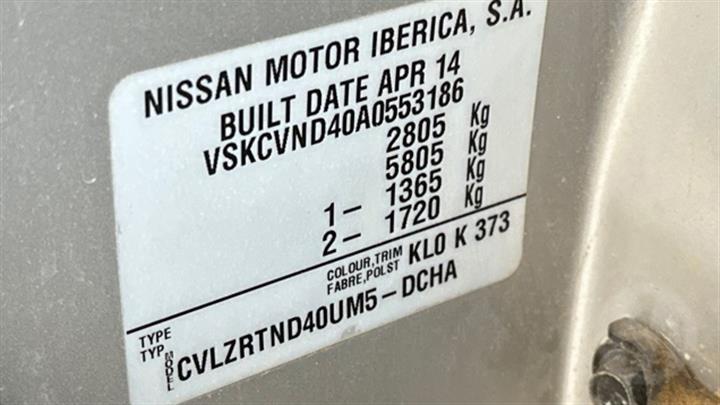 NISSAN MOTOR IBERICA, S.A.
BUILT DATE APR 14
VSKCVND40A0553186
2805 Kg
5805 Kg
1- 1365 Kg
2- 1720 Kg
COLOUR,TRIM
FABRE,POLST
KL0 K 373
TYPE
TYP
MODEL
CVLZRTND40UM5-DCHA